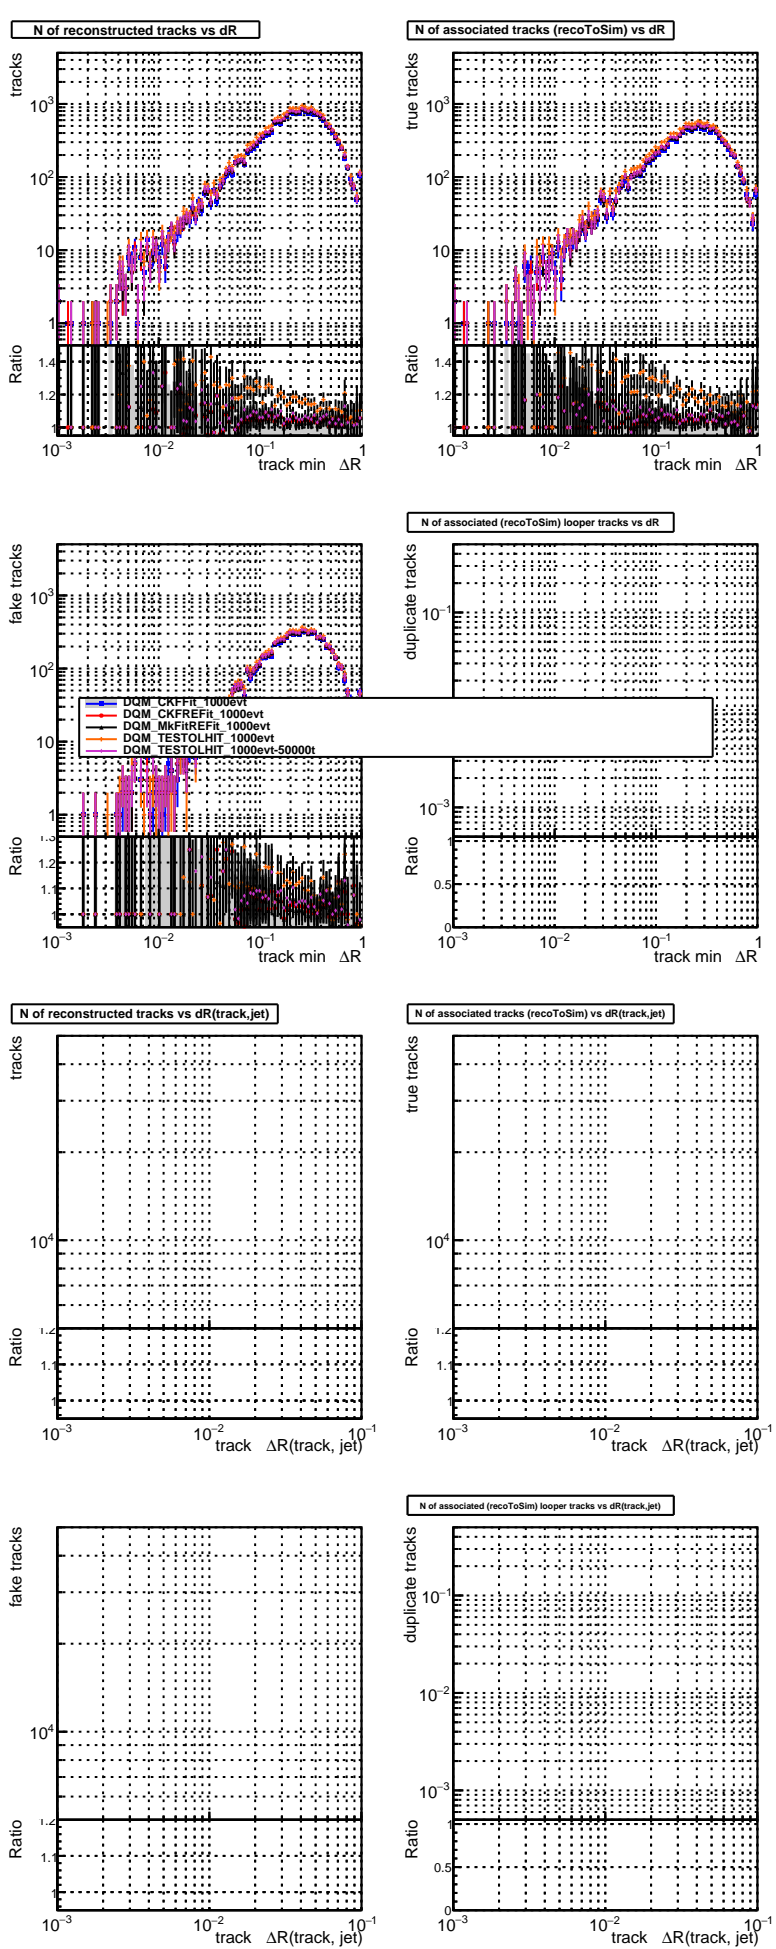 N of reconstructed tracks vs dR
tracks
10³
10²
10
1
Ratio
1.4
1.2
1
10⁻³
10⁻²
10⁻¹
1
track min ΔR
N of associated tracks (recoToSim) vs dR
true tracks
10³
10²
10
1
Ratio
1.4
1.2
1
10⁻³
10⁻²
10⁻¹
1
track min ΔR
fake tracks
10³
10²
10
1
Ratio
1.3
1.2
1.1
1
10⁻³
10⁻²
10⁻¹
1
track min ΔR
N of associated (recoToSim) looper tracks vs dR
duplicate tracks
10⁻¹
10⁻³
Ratio
1
0.5
0
10⁻³
10⁻²
10⁻¹
1
track min ΔR
DQM_CKFFit_1000evt
DQM_CKFREFit_1000evt
DQM_MkFitREFit_1000evt
DQM_TESTOLHIT_1000evt
DQM_TESTOLHIT_1000evt-50000t
N of reconstructed tracks vs dR(track,jet)
tracks
10⁴
Ratio
1.2
1.1
1
10⁻³
10⁻²
10⁻¹
track ΔR(track, jet)
N of associated tracks (recoToSim) vs dR(track,jet)
true tracks
10⁴
Ratio
1.2
1.1
1
10⁻³
10⁻²
10⁻¹
track ΔR(track, jet)
fake tracks
10⁴
Ratio
1.2
1.1
1
10⁻³
10⁻²
10⁻¹
track ΔR(track, jet)
N of associated (recoToSim) looper tracks vs dR(track,jet)
duplicate tracks
10⁻¹
10⁻²
10⁻³
Ratio
1
0.5
0
10⁻³
10⁻²
10⁻¹
track ΔR(track, jet)